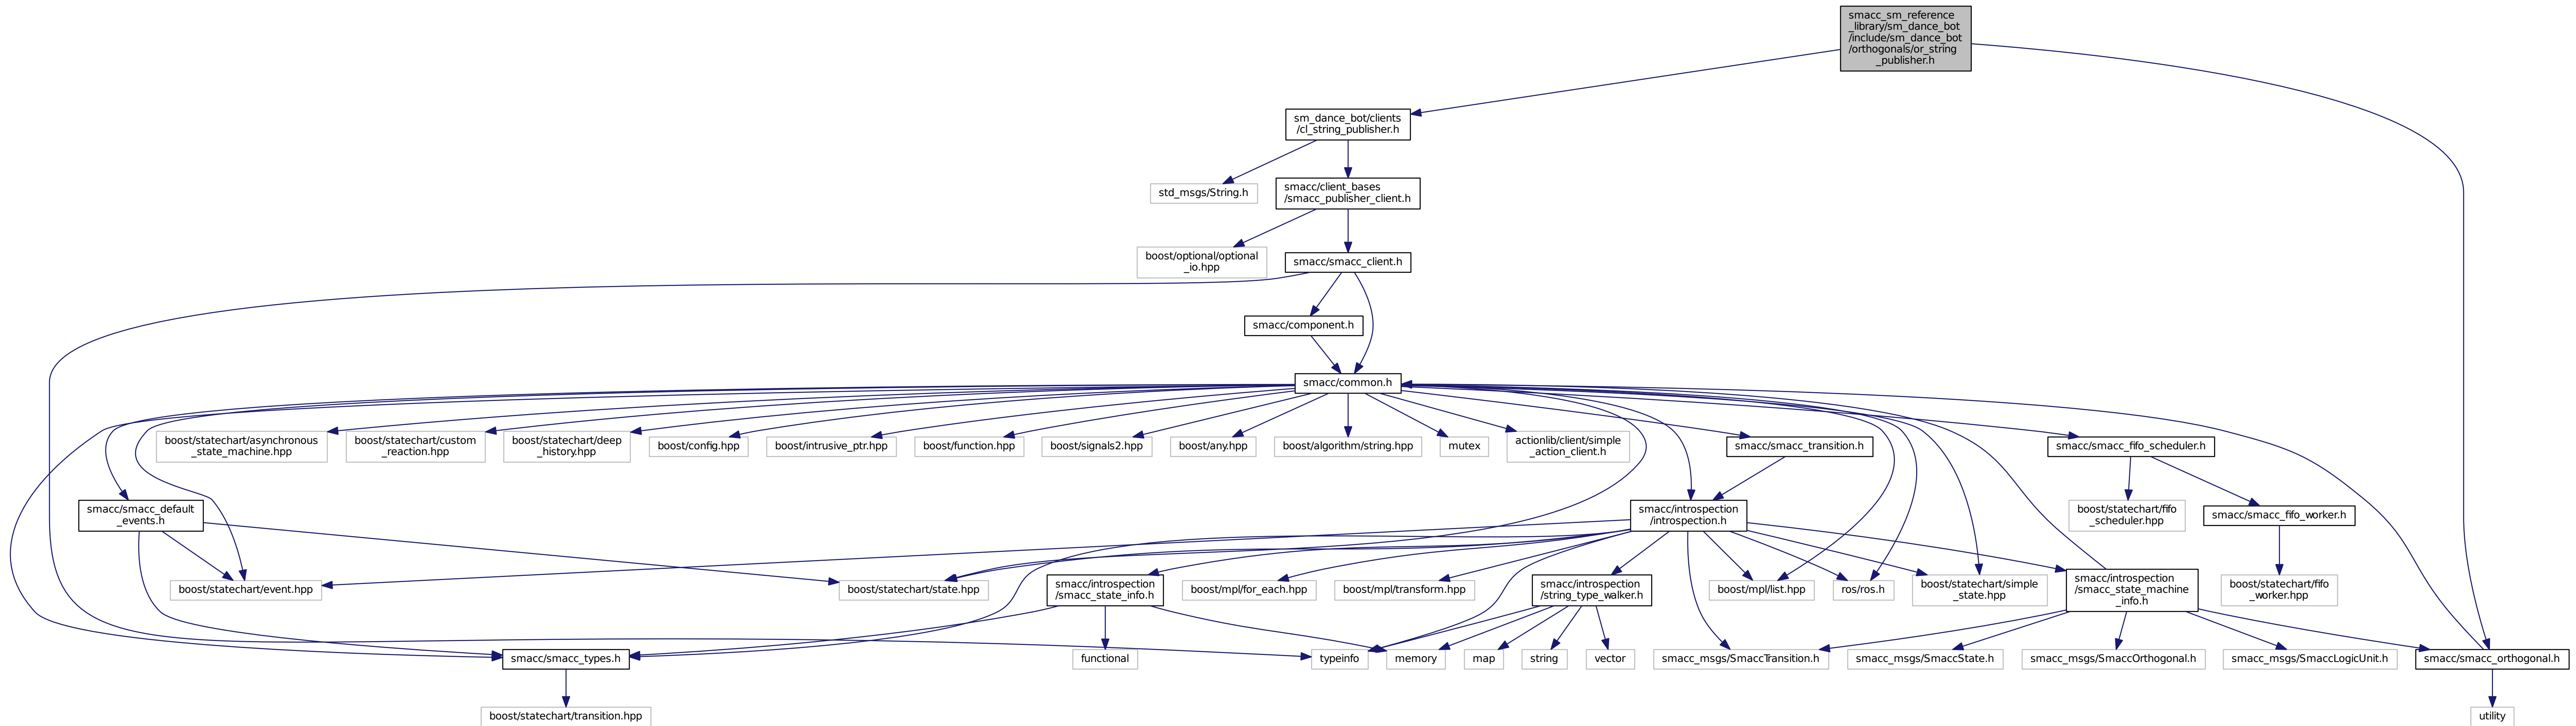 smacc_sm_reference
_library/sm_dance_bot
/include/sm_dance_bot
/orthogonals/or_string
_publisher.h
sm_dance_bot/clients
/cl_string_publisher.h
std_msgs/String.h
smacc/client_bases
/smacc_publisher_client.h
boost/optional/optional
_io.hpp
smacc/smacc_client.h
smacc/component.h
smacc/common.h
boost/statechart/asynchronous
_state_machine.hpp
boost/statechart/custom
_reaction.hpp
boost/statechart/deep
_history.hpp
boost/config.hpp
boost/intrusive_ptr.hpp
boost/function.hpp
boost/signals2.hpp
boost/any.hpp
boost/algorithm/string.hpp
mutex
actionlib/client/simple
_action_client.h
smacc/smacc_transition.h
smacc/smacc_fifo_scheduler.h
smacc/smacc_default
_events.h
smacc/introspection
/introspection.h
boost/statechart/fifo
_scheduler.hpp
smacc/smacc_fifo_worker.h
boost/statechart/event.hpp
boost/statechart/state.hpp
smacc/introspection
/smacc_state_info.h
boost/mpl/for_each.hpp
boost/mpl/transform.hpp
smacc/introspection
/string_type_walker.h
boost/mpl/list.hpp
ros/ros.h
boost/statechart/simple
_state.hpp
smacc/introspection
/smacc_state_machine
_info.h
boost/statechart/fifo
_worker.hpp
smacc/smacc_types.h
functional
typeinfo
memory
map
string
vector
smacc_msgs/SmaccTransition.h
smacc_msgs/SmaccState.h
smacc_msgs/SmaccOrthogonal.h
smacc_msgs/SmaccLogicUnit.h
smacc/smacc_orthogonal.h
boost/statechart/transition.hpp
utility